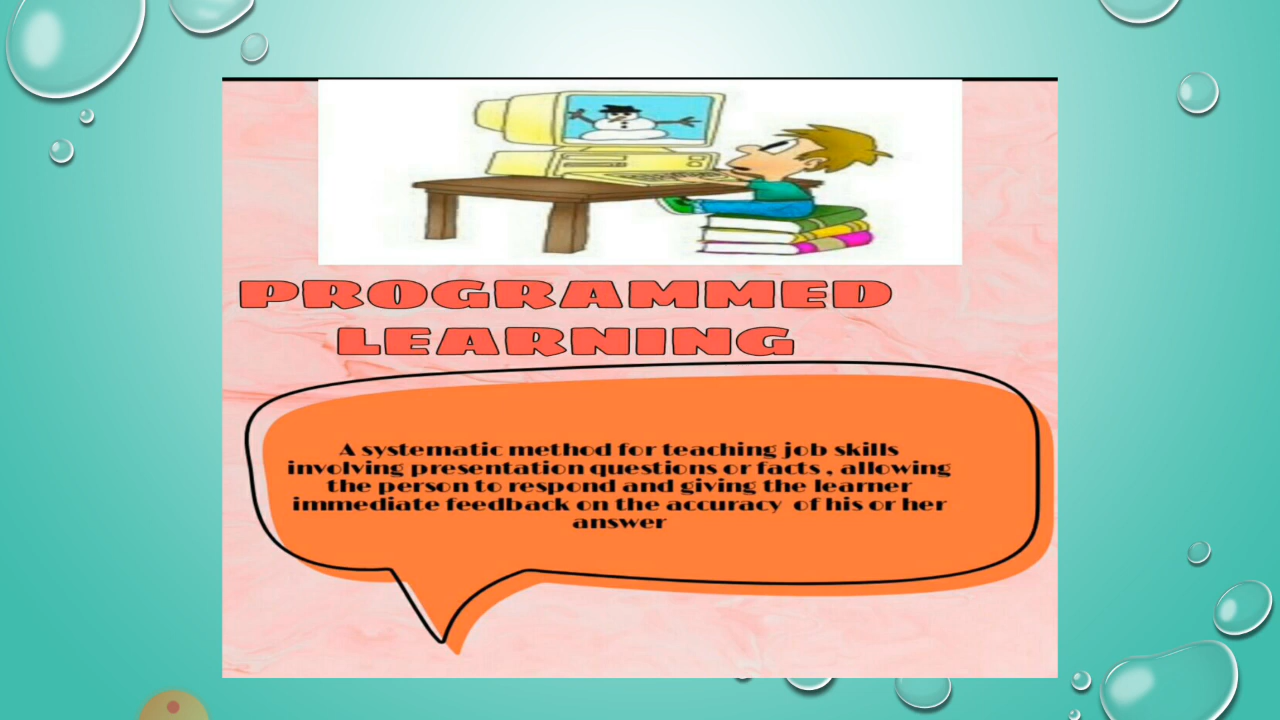 PROGRAMMED
LEARNING
A systematic method for teaching job skills
involving presentation questions or facts , allowing
the person to respond and giving the learner
immediate feedback on the accuracy of his or her
answer